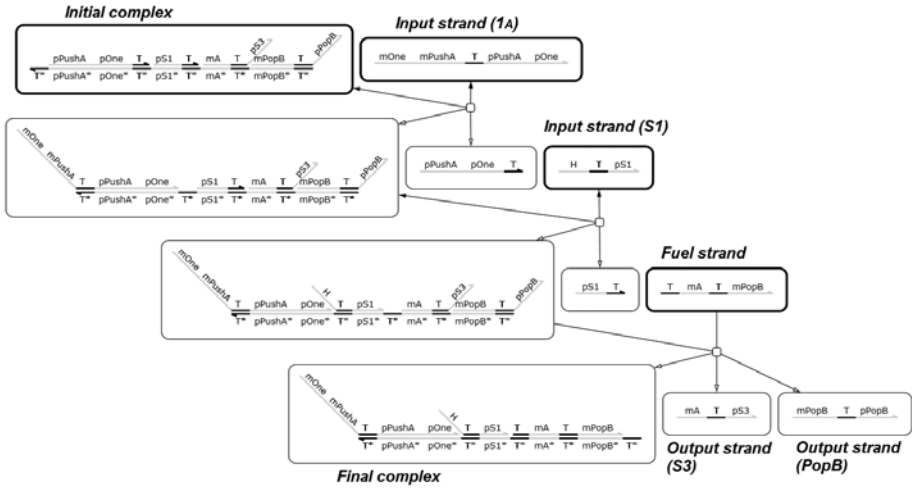 Initial complex
pS3
pPopB
pPushA pOne T pS1 T mA T mPopB T
T* pPushA* pOne* T* pS1* T* mA* T* mPopB* T*
Input strand (1A)
mOne mPushA T pPushA pOne
mOne
mPushA
pS3
pPopB
T pPushA pOne pS1 T mA T mPopB T
T* pPushA* pOne* T* pS1* T* mA* T* mPopB* T*
pPushA pOne T
Input strand (S1)
H T pS1
mOne
mPushA
H
pS3
pPopB
T pPushA pOne T pS1 mA T mPopB T
T* pPushA* pOne* T* pS1* T* mA* T* mPopB* T*
pS1 T
Fuel strand
T mA T mPopB
mOne
mPushA
H
T pPushA pOne T pS1 T mA T mPopB
T* pPushA* pOne* T* pS1* T* mA* T* mPopB* T*
Final complex
mA T pS3
Output strand
(S3)
mPopB T pPopB
Output strand
(PopB)